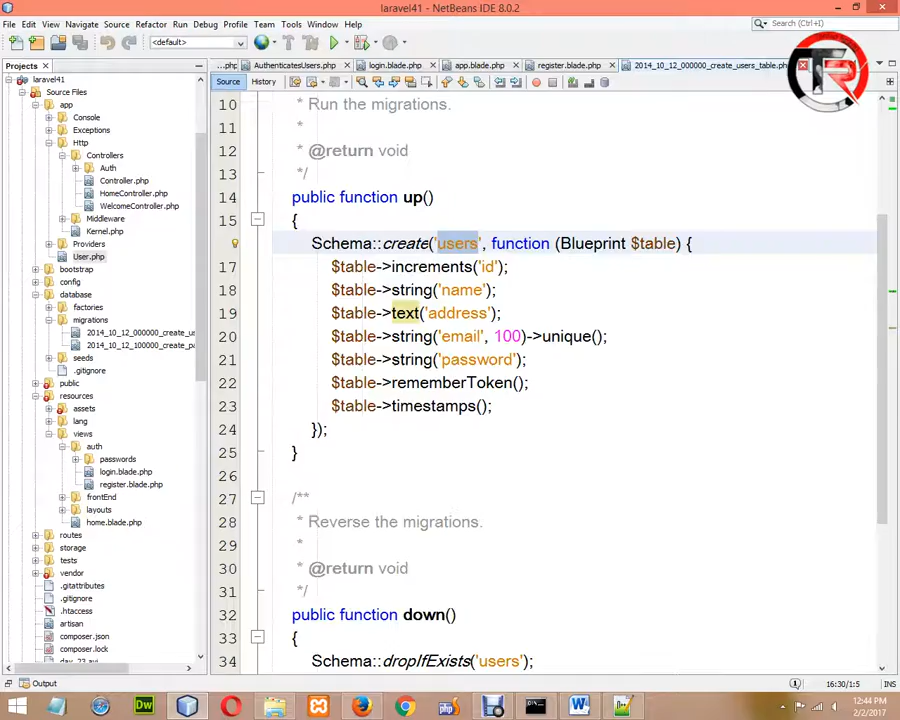 laravel41 - NetBeans IDE 8.0.2
File Edit View Navigate Source Refactor Run Debug Profile Team Tools Window Help
Search (Ctrl+I)
<default>
Projects
...php AuthenticatesUsers.php login.blade.php app.blade.php register.blade.php 2014_10_12_000000_create_users_table.php
TR
Source History
laravel41
Source Files
app
Console
Exceptions
Http
Controllers
Auth
Controller.php
HomeController.php
WelcomeController.php
Middleware
Kernel.php
Providers
User.php
bootstrap
config
database
factories
migrations
2014_10_12_000000_create_us
2014_10_12_100000_create_pa
seeds
.gitignore
public
resources
assets
lang
views
auth
passwords
login.blade.php
register.blade.php
frontEnd
layouts
home.blade.php
routes
storage
tests
vendor
.gitattributes
.gitignore
.htaccess
artisan
composer.json
composer.lock
day_23.avi
10 * Run the migrations.
11 *
12 * @return void
13 */
14 public function up()
15 {
Schema::create('users', function (Blueprint $table) {
17 $table->increments('id');
18 $table->string('name');
19 $table->text('address');
20 $table->string('email', 100)->unique();
21 $table->string('password');
22 $table->rememberToken();
23 $table->timestamps();
24 });
25 }
26
27 /**
28 * Reverse the migrations.
29 *
30 * @return void
31 */
32 public function down()
33 {
34 Schema::dropIfExists('users');
Output
16:30/1:5 INS
Dw
php
12:44 PM
2/2/2017